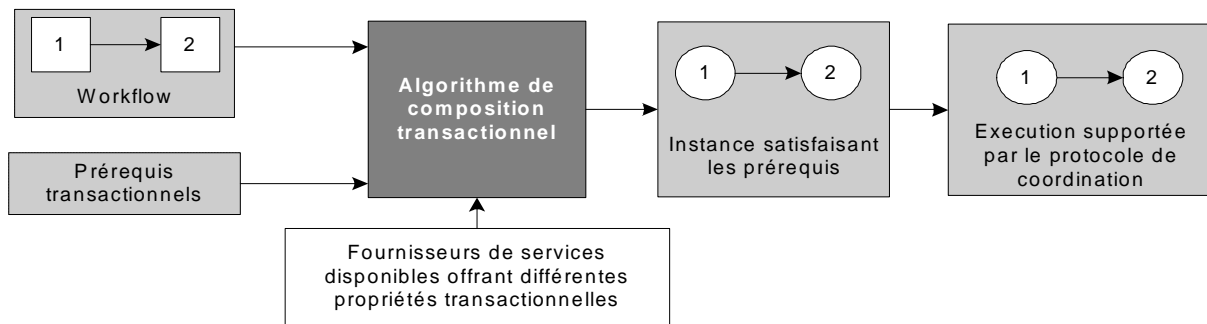 1 2
Workflow
Prérequis
transactionnels
Algorithme de
composition
transactionnel
Fournisseurs de services
disponibles offrant différentes
propriétés transactionnelles
1 2
Instance satisfaisant
les prérequis
1 2
Execution supportée
par le protocole de
coordination